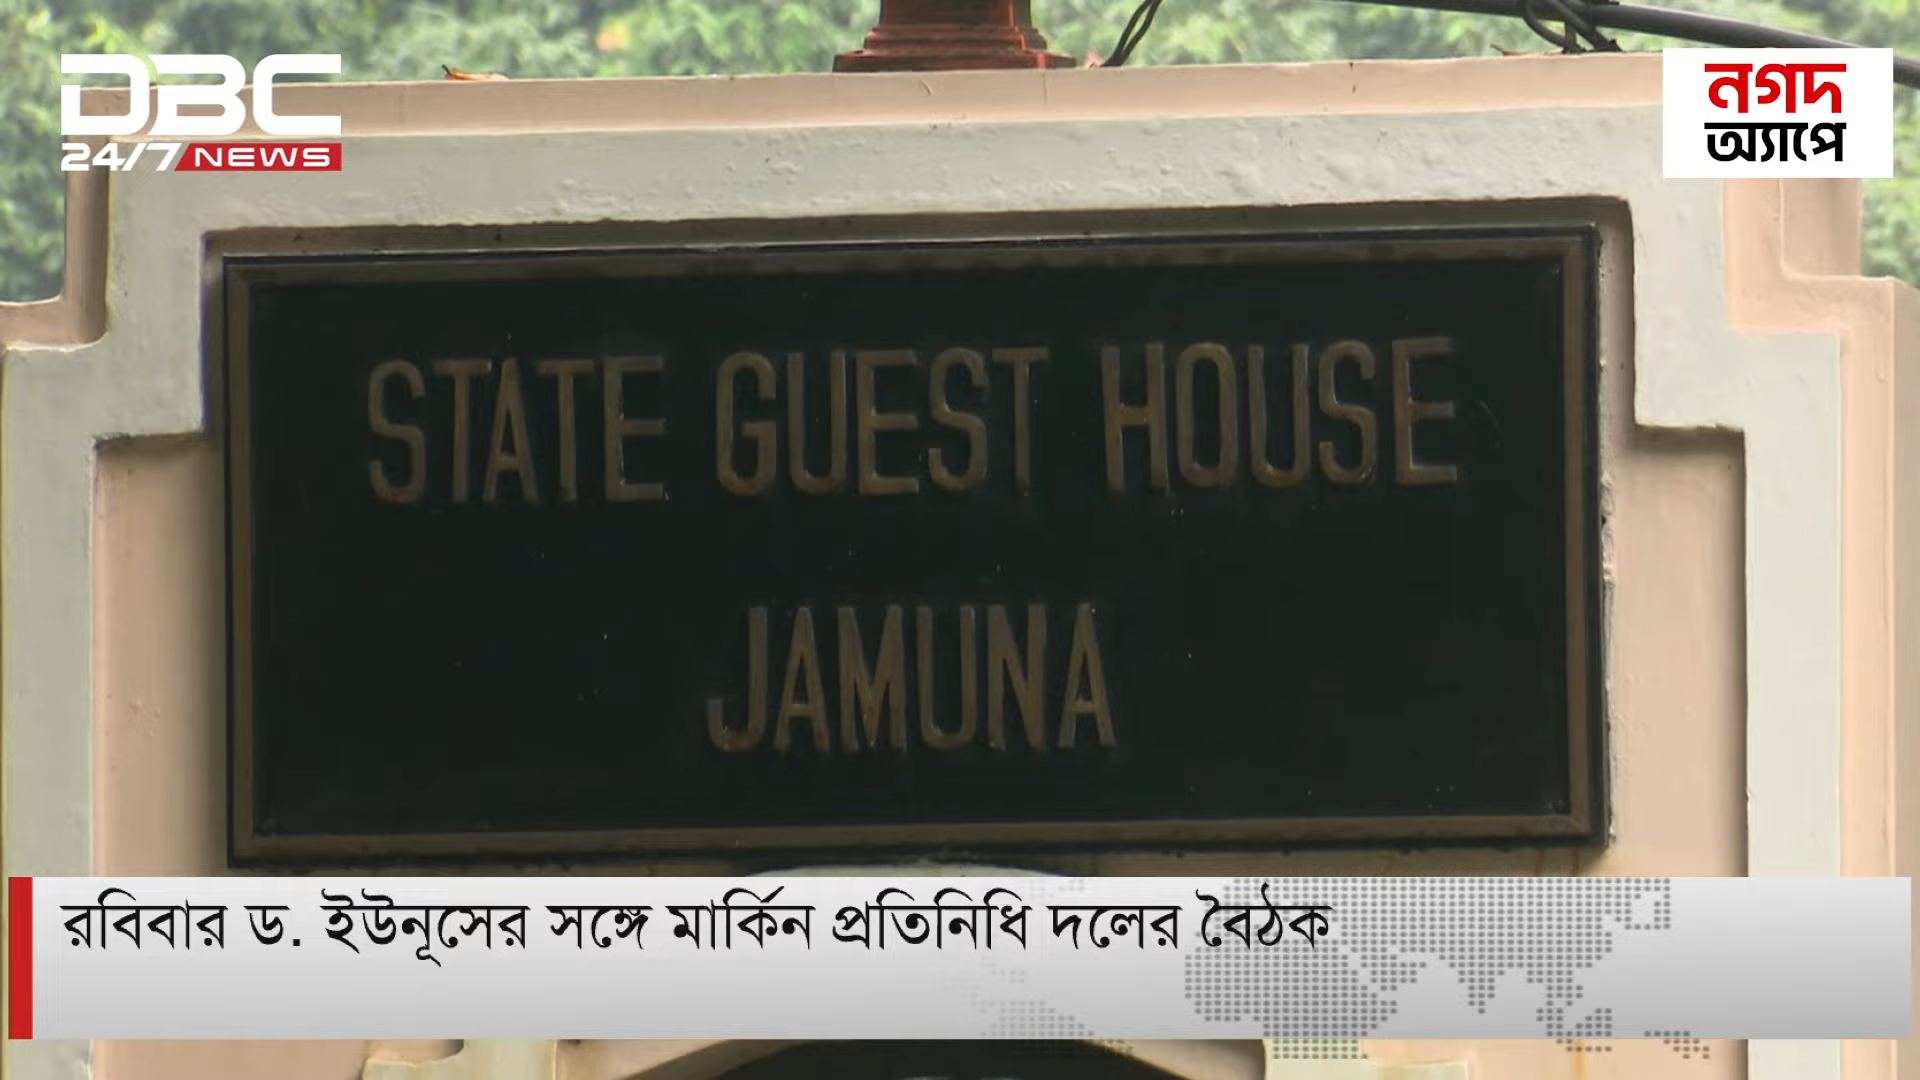 DBC
24/7 NEWS
নগদ
অ্যাপে
STATE GUEST HOUSE
JAMUNA
রবিবার ড. ইউনূসের সঙ্গে মার্কিন প্রতিনিধি দলের বৈঠক